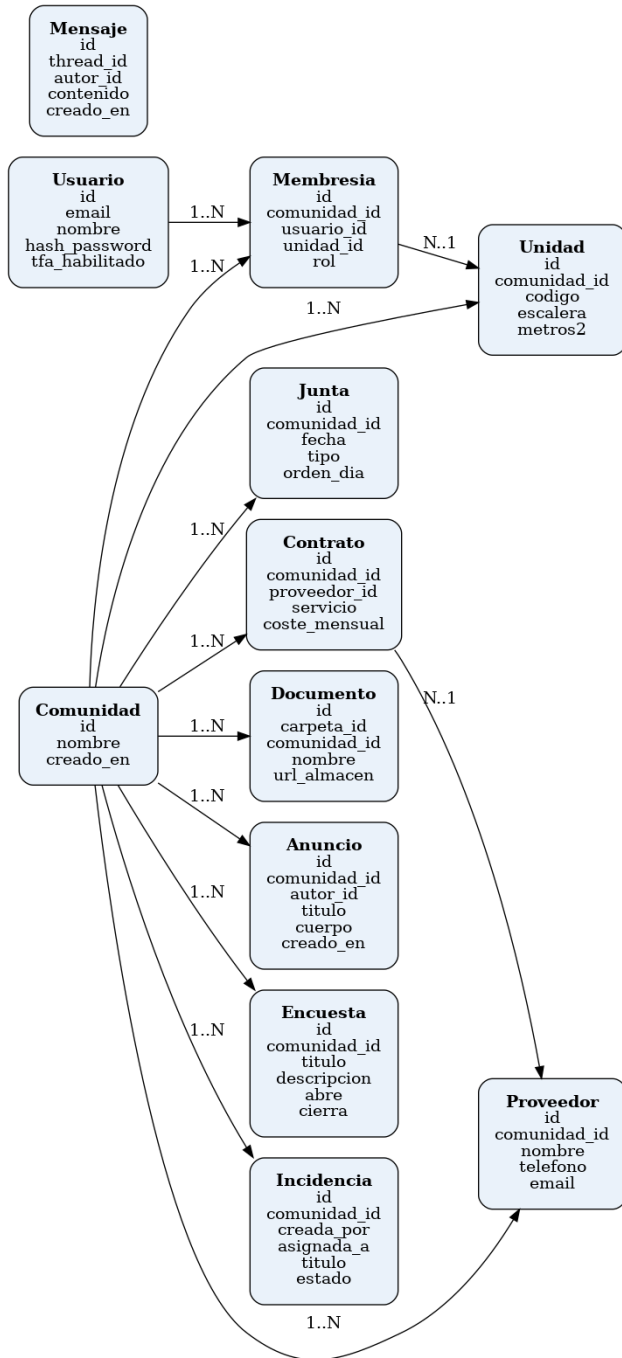 Mensaje
id
thread_id
autor_id
contenido
creado_en
Usuario
id
email
nombre
hash_password
tfa_habilitado
1..N
1..N
Membresia
id
comunidad_id
usuario_id
unidad_id
rol
N..1
Unidad
id
comunidad_id
codigo
escalera
metros2
1..N
Junta
id
comunidad_id
fecha
tipo
orden_dia
1..N
Contrato
id
comunidad_id
proveedor_id
servicio
coste_mensual
1..N
N..1
Comunidad
id
nombre
creado_en
1..N
Documento
id
carpeta_id
comunidad_id
nombre
url_almacen
1..N
Anuncio
id
comunidad_id
autor_id
titulo
cuerpo
creado_en
1..N
Encuesta
id
comunidad_id
titulo
descripcion
abre
cierra
1..N
Proveedor
id
comunidad_id
nombre
telefono
email
Incidencia
id
comunidad_id
creada_por
asignada_a
titulo
estado
1..N